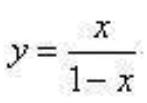 y = x / (1 - x)